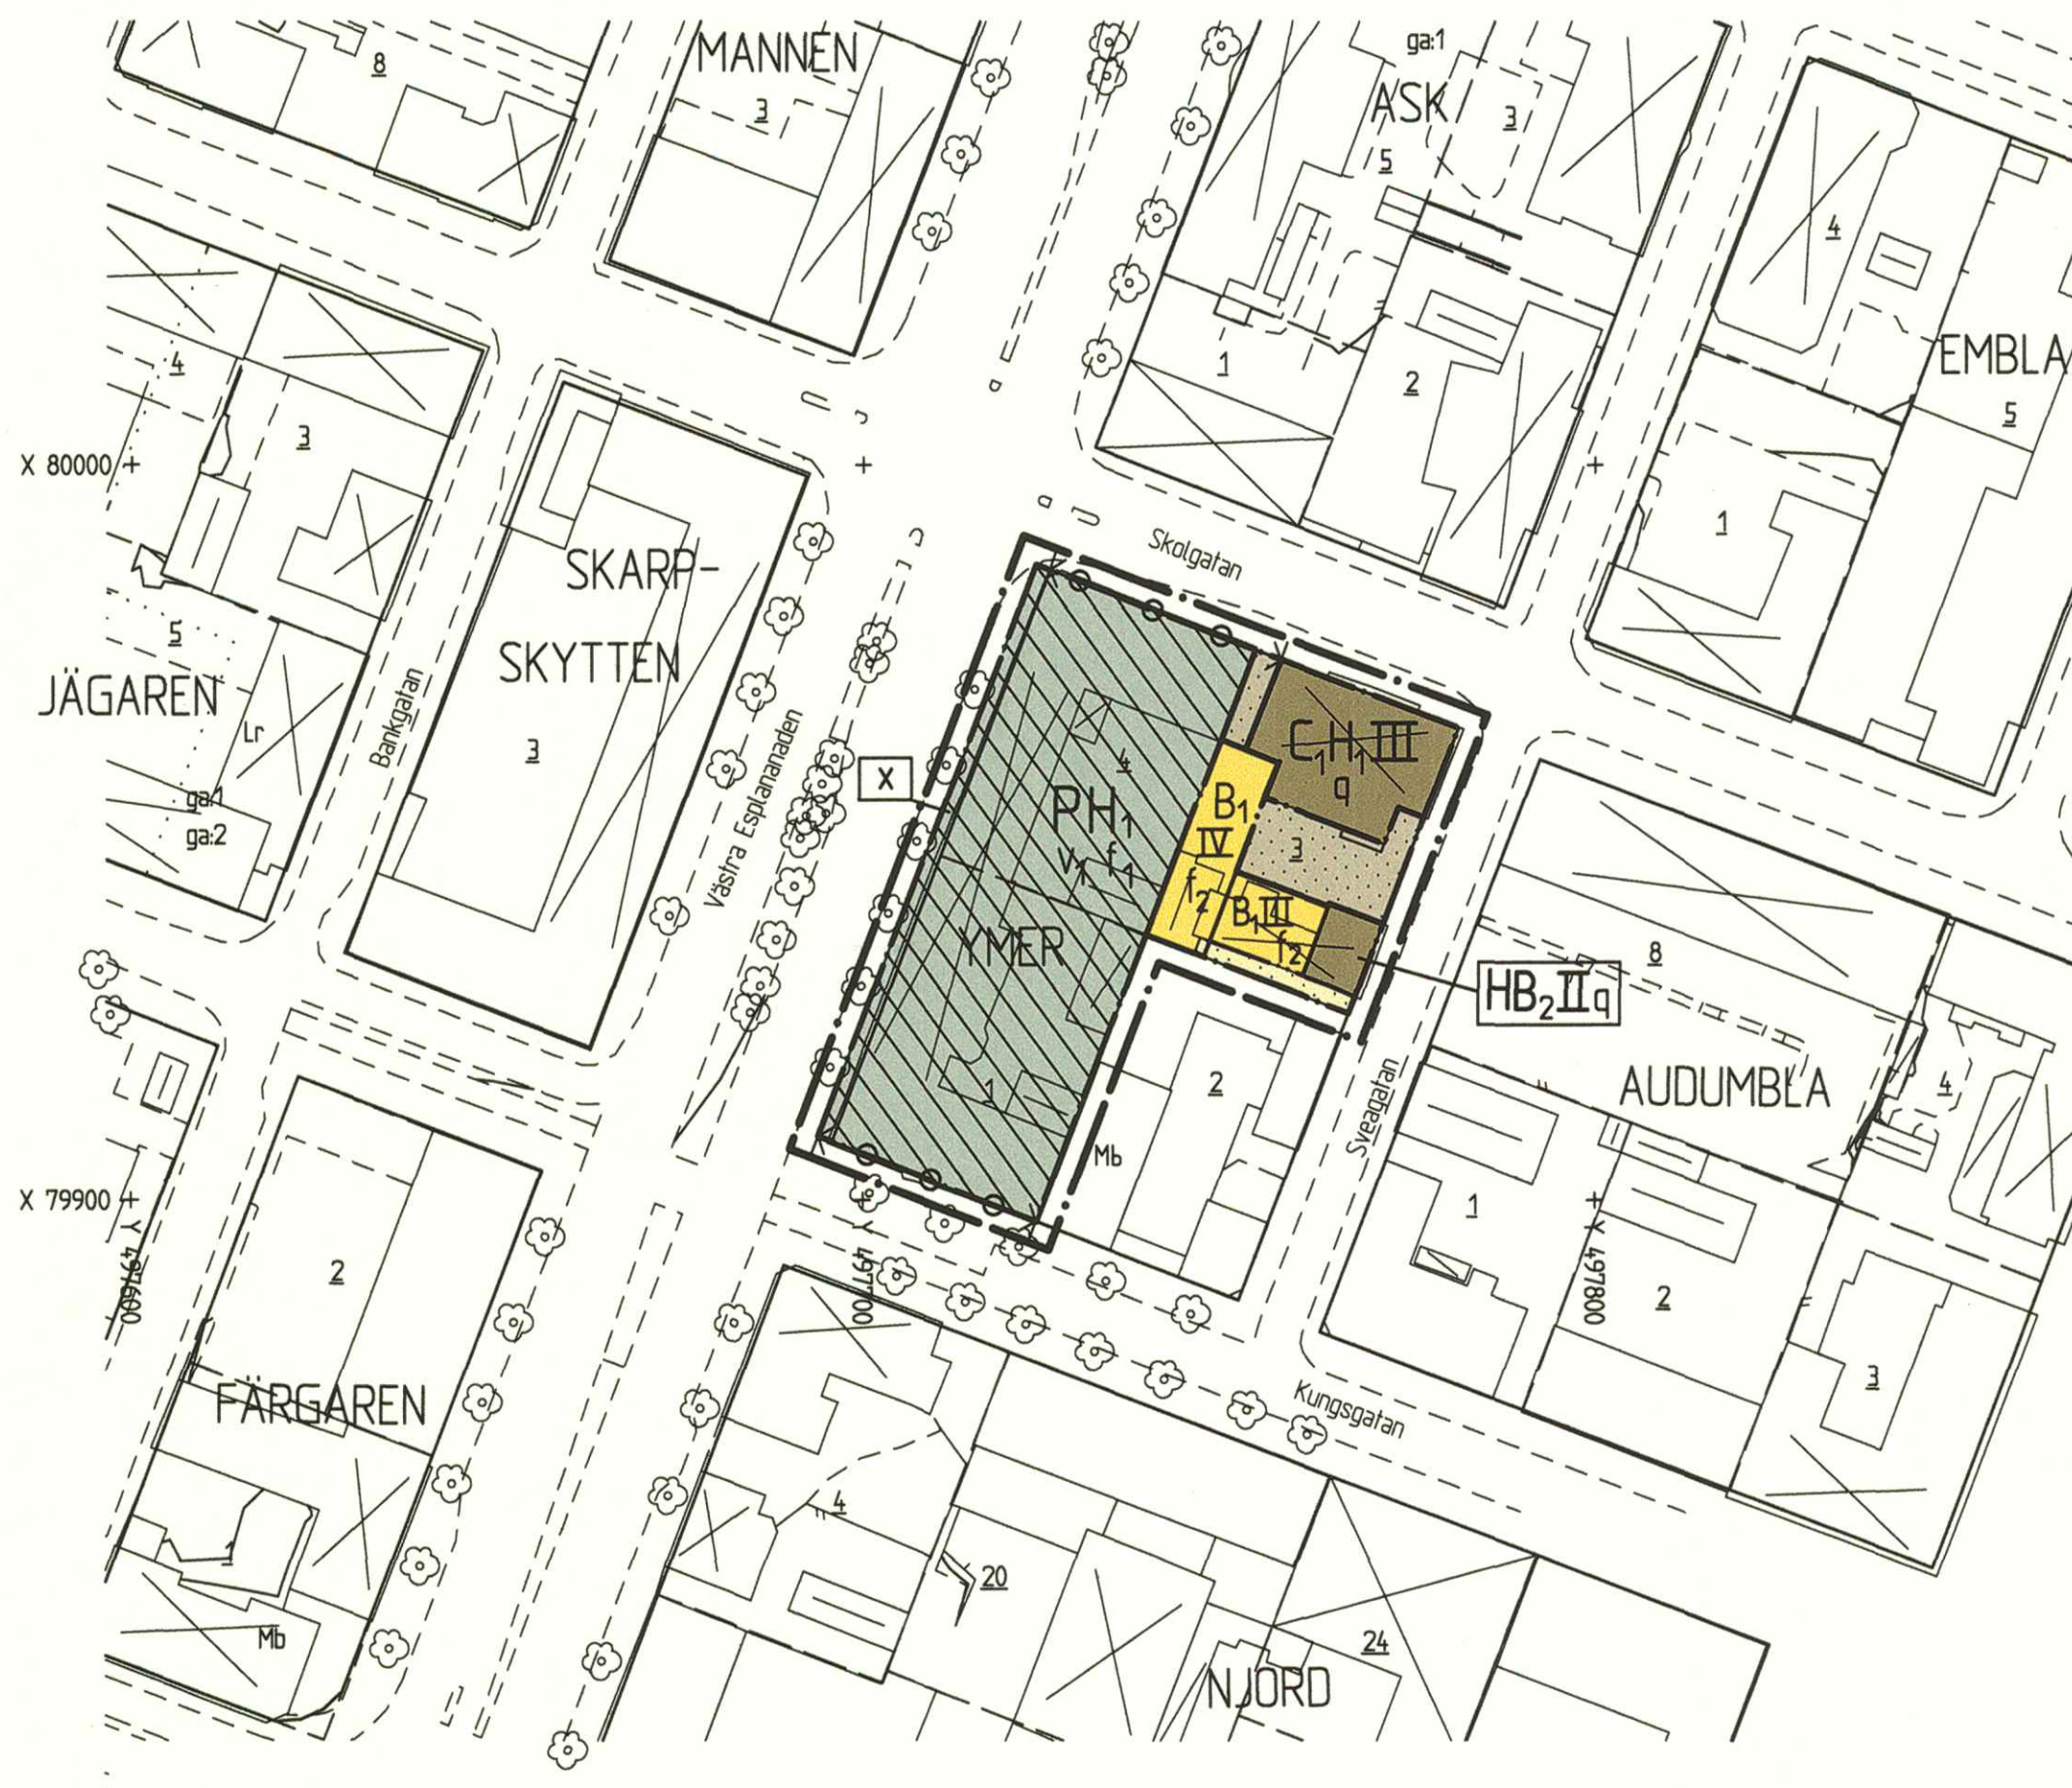 MANNEN
8
3
ga:1
ASK
3
5
4
EMBLA
5
4
3
1
2
X 80000
1
Skolgatan
SKARP-
SKYTTEN
3
5
JÄGAREN
Lr
Bankgatan
ga:1
ga:2
Västra Esplananaden
X
4
PH1
v1 f1
YMER
1
C1H1III
q
B1
IV
f2
3
B1III
f2
HB2IIq
8
AUDUMBLA
4
2
Mb
Sveagatan
1
2
3
X 79900
Y 497600
Y 497700
Y 497800
2
FÄRGAREN
Kungsgatan
4
1
20
Mb
24
NJORD